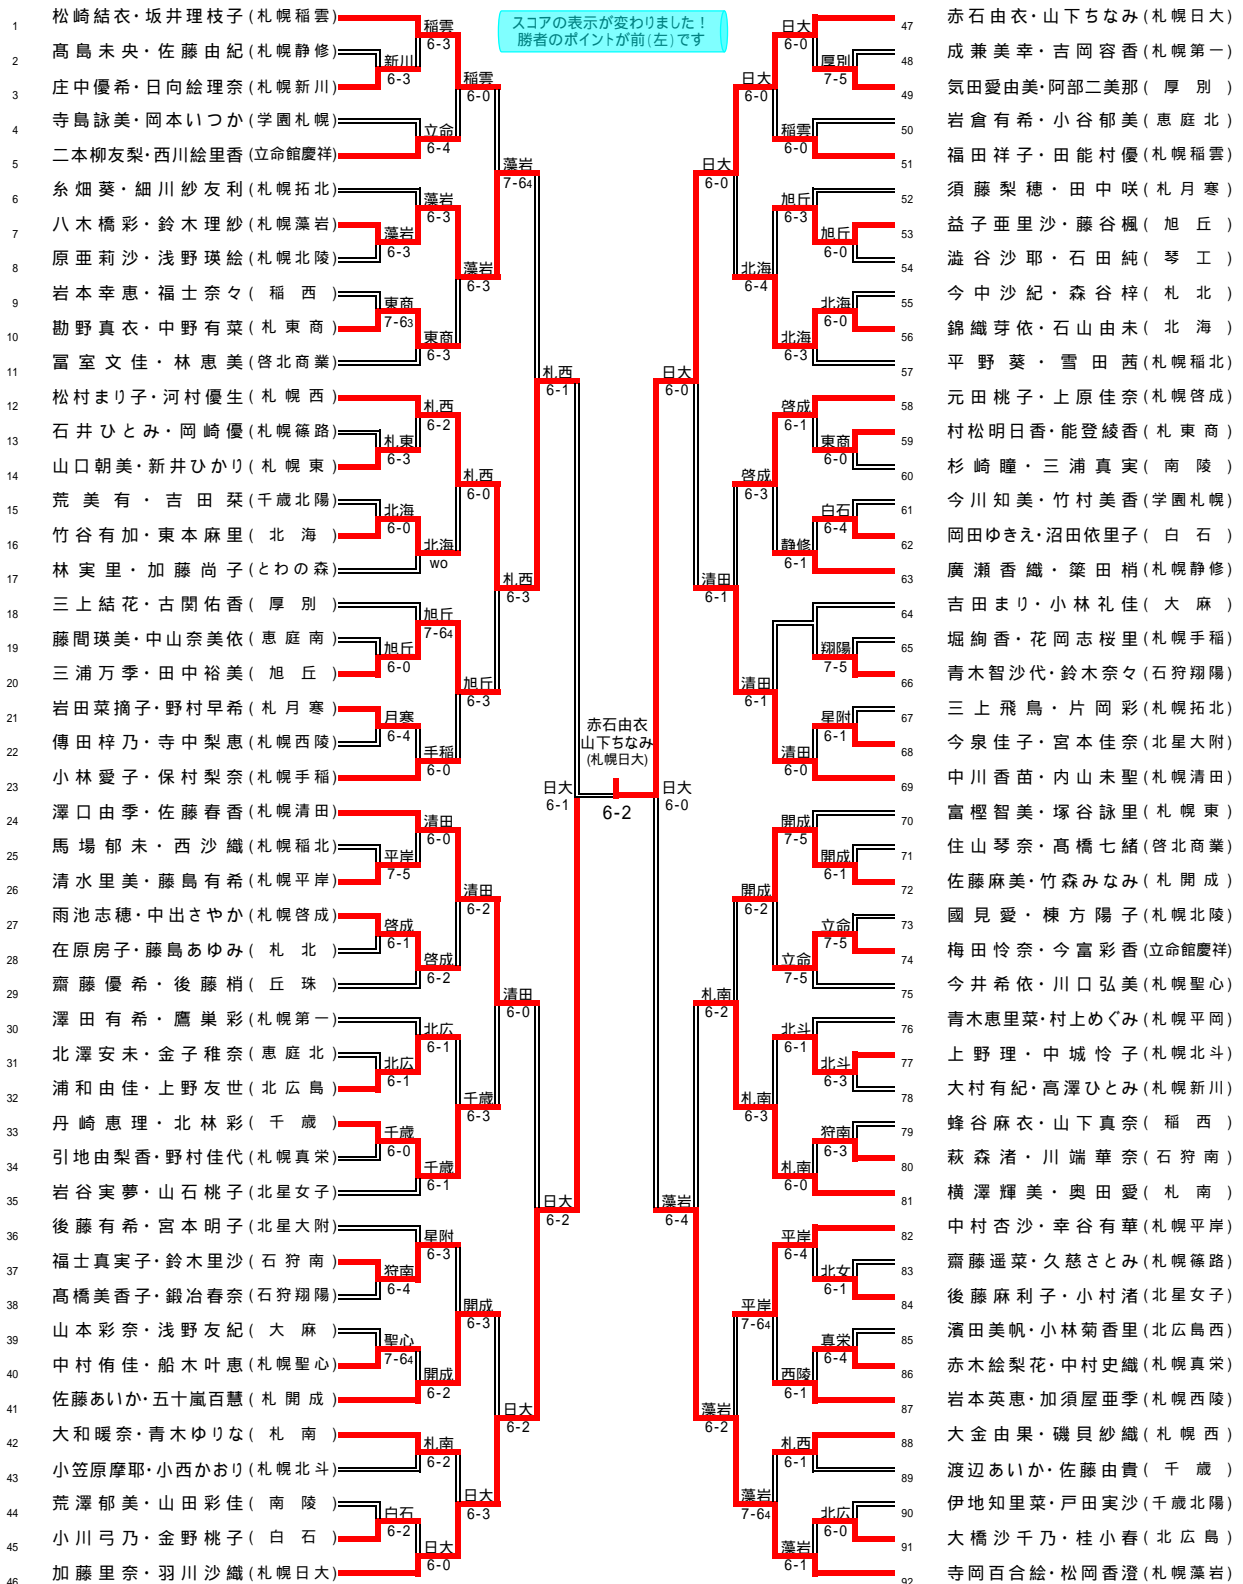 スコアの表示が変わりました！
勝者のポイントが前(左)です
1 松崎結衣・坂井理枝子(札幌稲雲)
2 髙島未央・佐藤由紀(札幌静修)
3 庄中優希・日向絵理奈(札幌新川)
4 寺島詠美・岡本いつか(学園札幌)
5 二本柳友梨・西川絵里香(立命館慶祥)
6 糸畑葵・細川紗友利(札幌拓北)
7 八木橋彩・鈴木理紗(札幌藻岩)
8 原亜莉沙・浅野瑛絵(札幌北陵)
9 岩本幸恵・福士奈々(稲西)
10 勘野真衣・中野有菜(札東商)
11 冨室文佳・林恵美(啓北商業)
12 松村まり子・河村優生(札幌西)
13 石井ひとみ・岡崎優(札幌篠路)
14 山口朝美・新井ひかり(札幌東)
15 荒美有・吉田栞(千歳北陽)
16 竹谷有加・東本麻里(北海)
17 林実里・加藤尚子(とわの森)
18 三上結花・古関佑香(厚別)
19 藤間瑛美・中山奈美依(恵庭南)
20 三浦万季・田中裕美(旭丘)
21 岩田菜摘子・野村早希(札月寒)
22 傳田梓乃・寺中梨恵(札幌西陵)
23 小林愛子・保村梨奈(札幌手稲)
24 澤口由季・佐藤春香(札幌清田)
25 馬場郁未・西沙織(札幌稲北)
26 清水里美・藤島有希(札幌平岸)
27 雨池志穂・中出さやか(札幌啓成)
28 在原房子・藤島あゆみ(札北)
29 齋藤優希・後藤梢(丘珠)
30 澤田有希・鷹巣彩(札幌第一)
31 北澤安未・金子稚奈(恵庭北)
32 浦和由佳・上野友世(北広島)
33 丹崎恵理・北林彩(千歳)
34 引地由梨香・野村佳代(札幌真栄)
35 岩谷実夢・山石桃子(北星女子)
36 後藤有希・宮本明子(北星大附)
37 福士真実子・鈴木里沙(石狩南)
38 髙橋美香子・鍛冶春奈(石狩翔陽)
39 山本彩奈・浅野友紀(大麻)
40 中村侑佳・船木叶恵(札幌聖心)
41 佐藤あいか・五十嵐百慧(札開成)
42 大和暖奈・青木ゆりな(札南)
43 小笠原摩耶・小西かおり(札幌北斗)
44 荒澤郁美・山田彩佳(南陵)
45 小川弓乃・金野桃子(白石)
46 加藤里奈・羽川沙織(札幌日大)
新川 6-3
藻岩 6-3
東商 7-63
札東 6-3
北海 6-0
旭丘 6-0
月寒 6-4
平岸 7-5
啓成 6-1
北広 6-1
千歳 6-0
狩南 6-4
聖心 7-64
白石 6-2
稲雲 6-3
立命 6-4
藻岩 6-3
東商 6-3
札西 6-2
北海 wo
旭丘 7-64
手稲 6-0
清田 6-0
啓成 6-2
北広 6-1
千歳 6-1
星附 6-3
開成 6-2
札南 6-2
日大 6-0
稲雲 6-0
藻岩 6-3
札西 6-0
旭丘 6-3
清田 6-2
千歳 6-3
開成 6-3
日大 6-3
藻岩 7-64
札西 6-3
清田 6-0
日大 6-2
札西 6-1
日大 6-2
日大 6-1
赤石由衣
山下ちなみ
(札幌日大)
6-2
日大 6-0
日大 6-0
藻岩 6-4
日大 6-0
清田 6-1
札南 6-2
藻岩 6-2
日大 6-0
北海 6-4
啓成 6-3
清田 6-1
開成 6-2
札南 6-3
平岸 7-64
藻岩 7-64
日大 6-0
稲雲 6-0
旭丘 6-3
北海 6-3
啓成 6-1
静修 6-1
清田 6-0
開成 7-5
立命 7-5
北斗 6-1
札南 6-0
平岸 6-4
西陵 6-1
札西 6-1
藻岩 6-1
厚別 7-5
旭丘 6-0
北海 6-0
東商 6-0
白石 6-4
翔陽 7-5
星附 6-1
開成 6-1
立命 7-5
北斗 6-3
狩南 6-3
北女 6-1
真栄 6-4
北広 6-0
47 赤石由衣・山下ちなみ(札幌日大)
48 成兼美幸・吉岡容香(札幌第一)
49 気田愛由美・阿部二美那(厚別)
50 岩倉有希・小谷郁美(恵庭北)
51 福田祥子・田能村優(札幌稲雲)
52 須藤梨穂・田中咲(札月寒)
53 益子亜里沙・藤谷楓(旭丘)
54 澁谷沙耶・石田純(琴工)
55 今中沙紀・森谷梓(札北)
56 錦織芽依・石山由未(北海)
57 平野葵・雪田茜(札幌稲北)
58 元田桃子・上原佳奈(札幌啓成)
59 村松明日香・能登綾香(札東商)
60 杉崎瞳・三浦真実(南陵)
61 今川知美・竹村美香(学園札幌)
62 岡田ゆきえ・沼田依里子(白石)
63 廣瀬香織・築田梢(札幌静修)
64 吉田まり・小林礼佳(大麻)
65 堀絢香・花岡志桜里(札幌手稲)
66 青木智沙代・鈴木奈々(石狩翔陽)
67 三上飛鳥・片岡彩(札幌拓北)
68 今泉佳子・宮本佳奈(北星大附)
69 中川香苗・内山未聖(札幌清田)
70 富樫智美・塚谷詠里(札幌東)
71 住山琴奈・髙橋七緒(啓北商業)
72 佐藤麻美・竹森みなみ(札開成)
73 國見愛・棟方陽子(札幌北陵)
74 梅田怜奈・今富彩香(立命館慶祥)
75 今井希依・川口弘美(札幌聖心)
76 青木恵里菜・村上めぐみ(札幌平岡)
77 上野理・中城怜子(札幌北斗)
78 大村有紀・高澤ひとみ(札幌新川)
79 蜂谷麻衣・山下真奈(稲西)
80 萩森渚・川端華奈(石狩南)
81 横澤輝美・奥田愛(札南)
82 中村杏沙・幸谷有華(札幌平岸)
83 齋藤遥菜・久慈さとみ(札幌篠路)
84 後藤麻利子・小村渚(北星女子)
85 濱田美帆・小林菊香里(北広島西)
86 赤木絵梨花・中村史織(札幌真栄)
87 岩本英恵・加須屋亜季(札幌西陵)
88 大金由果・磯貝紗織(札幌西)
89 渡辺あいか・佐藤由貴(千歳)
90 伊地知里菜・戸田実沙(千歳北陽)
91 大橋沙千乃・桂小春(北広島)
92 寺岡百合絵・松岡香澄(札幌藻岩)